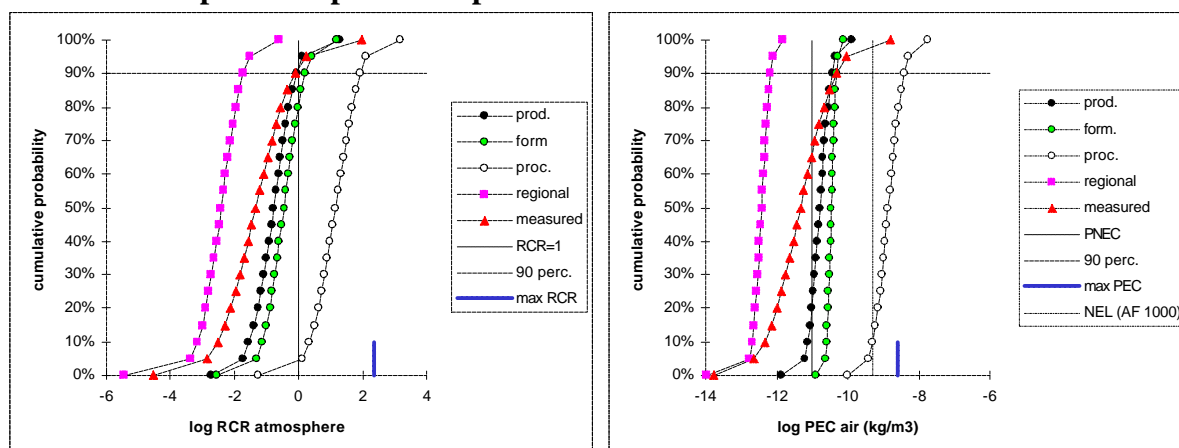 100%
90%
80%
70%
60%
50%
40%
30%
20%
10%
0%
cumulative probability
-6
-4
-2
0
2
4
log RCR atmosphere
prod.
form
proc.
regional
measured
RCR=1
90 perc.
max RCR
100%
90%
80%
70%
60%
50%
40%
30%
20%
10%
0%
cumulative probability
-14
-12
-10
-8
-6
log PEC air (kg/m3)
prod.
form.
proc.
regional
measured
PNEC
90 perc.
max PEC
NEL (AF 1000)